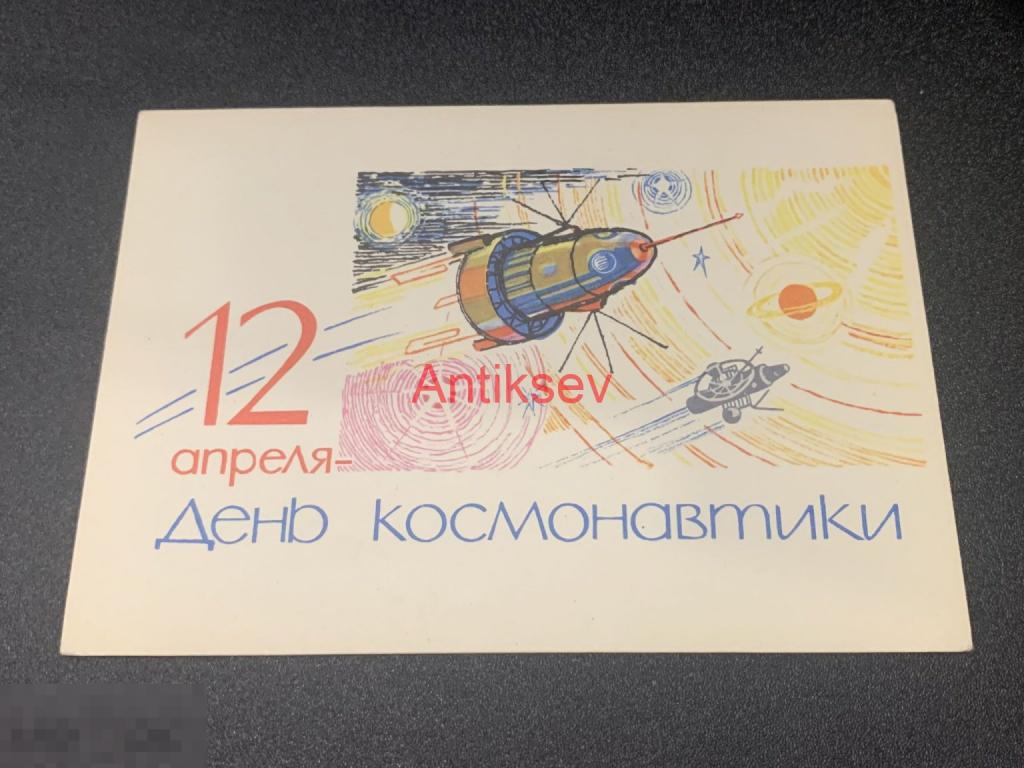 12
апреля-
День космонавтики
Antiksev